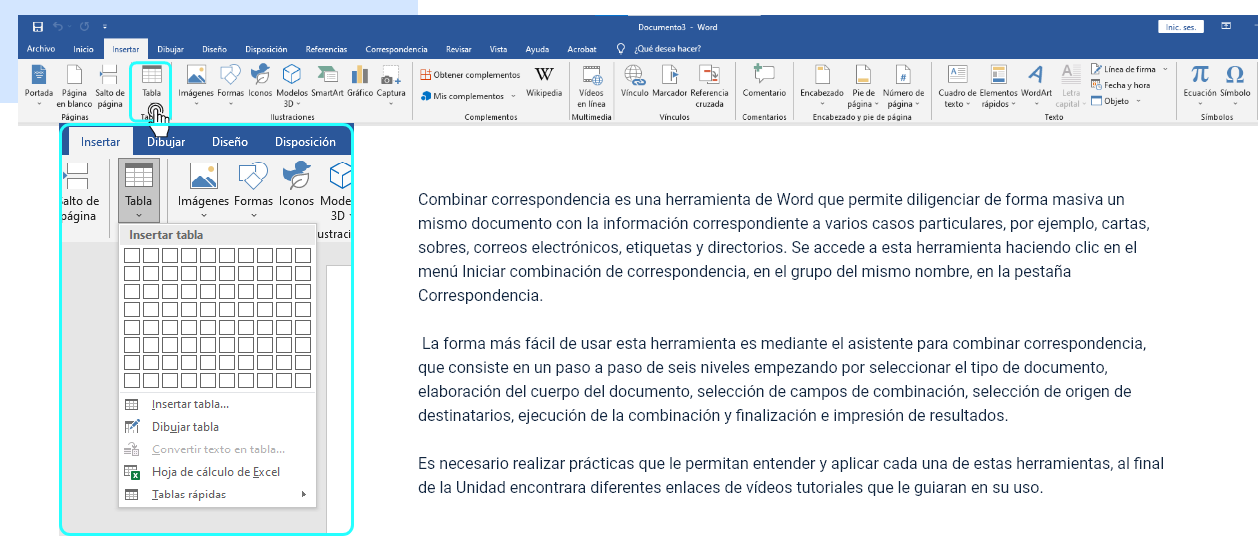 Documento3 - Word
Inic. ses.
Archivo Inicio Insertar Dibujar Diseño Disposición Referencias Correspondencia Revisar Vista Ayuda Acrobat ¿Qué desea hacer?
Portada
Página en blanco
Salto de página
Páginas
Tabla
Imágenes Formas Iconos Modelos 3D SmartArt Gráfico Captura
Ilustraciones
Obtener complementos
Mis complementos
Wikipedia
Complementos
Vídeos en línea
Multimedia
Vínculo Marcador Referencia cruzada
Vínculos
Comentario
Comentarios
Encabezado
Pie de página
Número de página
Encabezado y pie de página
Cuadro de texto
Elementos rápidos
WordArt
Letra capital
Línea de firma
Fecha y hora
Objeto
Texto
Ecuación Símbolo
Símbolos
Insertar Dibujar Diseño Disposición
alto de página
Tabla
Imágenes Formas Iconos Mode 3D
ustraci
Insertar tabla
Insertar tabla...
Dibujar tabla
Convertir texto en tabla...
Hoja de cálculo de Excel
Tablas rápidas
Combinar correspondencia es una herramienta de Word que permite diligenciar de forma masiva un
mismo documento con la información correspondiente a varios casos particulares, por ejemplo, cartas,
sobres, correos electrónicos, etiquetas y directorios. Se accede a esta herramienta haciendo clic en el
menú Iniciar combinación de correspondencia, en el grupo del mismo nombre, en la pestaña
Correspondencia.
La forma más fácil de usar esta herramienta es mediante el asistente para combinar correspondencia,
que consiste en un paso a paso de seis niveles empezando por seleccionar el tipo de documento,
elaboración del cuerpo del documento, selección de campos de combinación, selección de origen de
destinatarios, ejecución de la combinación y finalización e impresión de resultados.
Es necesario realizar prácticas que le permitan entender y aplicar cada una de estas herramientas, al final
de la Unidad encontrara diferentes enlaces de vídeos tutoriales que le guiaran en su uso.